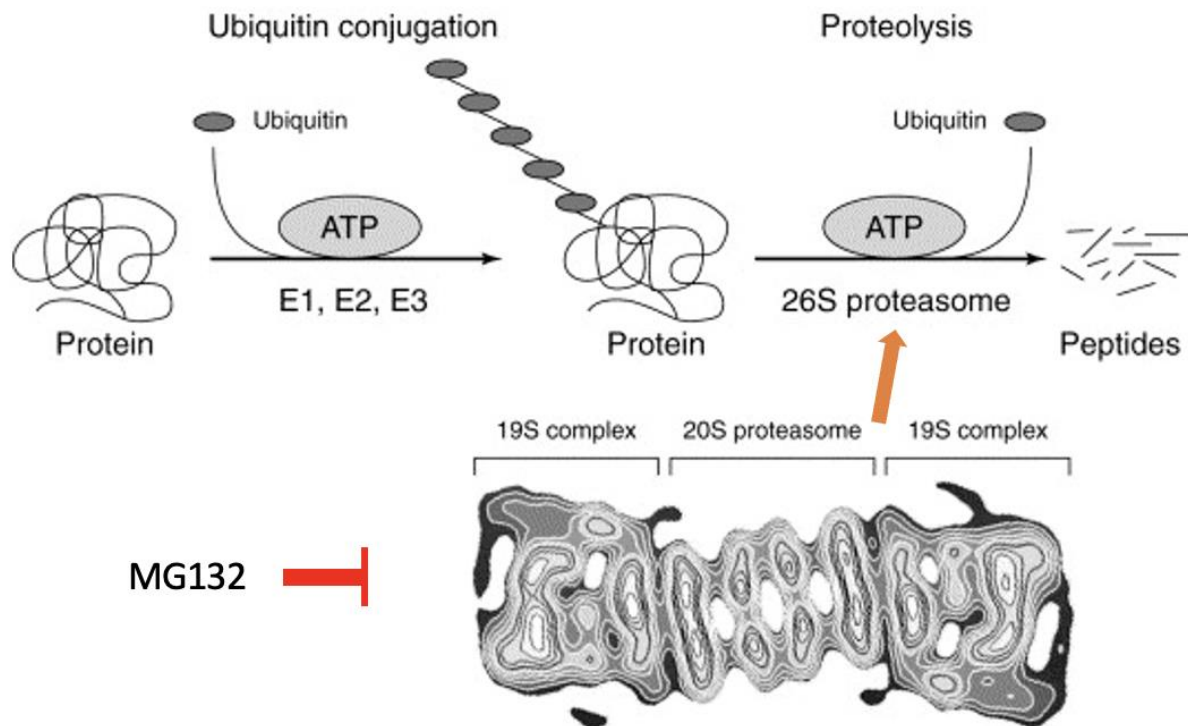 Ubiquitin conjugation
Proteolysis
Ubiquitin
Ubiquitin
ATP
ATP
E1, E2, E3
26S proteasome
Protein
Protein
Peptides
19S complex
20S proteasome
19S complex
MG132